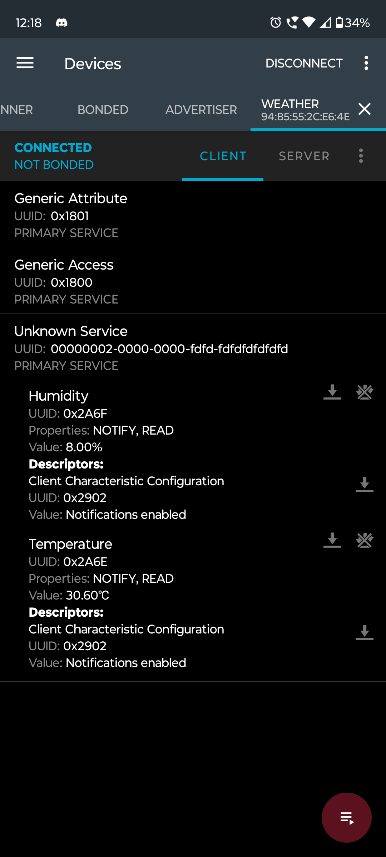 12:18
34%
Devices
DISCONNECT
NNER
BONDED
ADVERTISER
WEATHER
94:B5:55:2C:E6:4E
CONNECTED
NOT BONDED
CLIENT
SERVER
Generic Attribute
UUID: 0x1801
PRIMARY SERVICE
Generic Access
UUID: 0x1800
PRIMARY SERVICE
Unknown Service
UUID: 00000002-0000-0000-fdfd-fdfdfdfdfdfd
PRIMARY SERVICE
Humidity
UUID: 0x2A6F
Properties: NOTIFY, READ
Value: 8.00%
Descriptors:
Client Characteristic Configuration
UUID: 0x2902
Value: Notifications enabled
Temperature
UUID: 0x2A6E
Properties: NOTIFY, READ
Value: 30.60℃
Descriptors:
Client Characteristic Configuration
UUID: 0x2902
Value: Notifications enabled